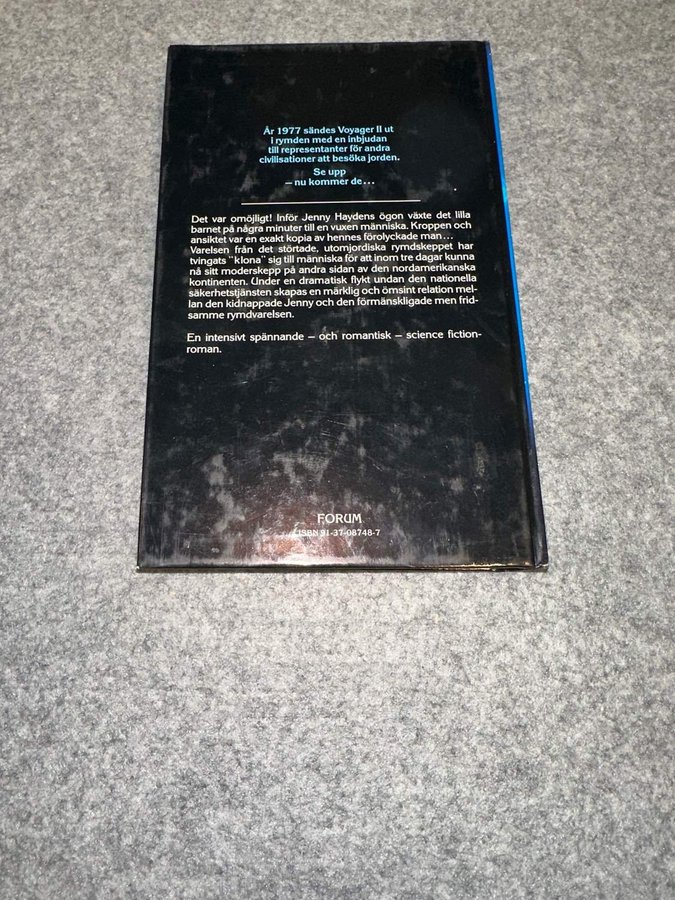 År 1977 sändes Voyager II ut
i rymden med en inbjudan
till representanter för andra
civilisationer att besöka jorden.
Se upp
– nu kommer de...
Det var omöjligt! Inför Jenny Haydens ögon växte det lilla
barnet på några minuter till en vuxen människa. Kroppen och
ansiktet var en exakt kopia av hennes förolyckade man...
Varelsen från det störtade, utomjordiska rymdskeppet har
tvingats "klona" sig till människa för att inom tre dagar kunna
nå sitt moderskepp på andra sidan av den nordamerikanska
kontinenten. Under en dramatisk flykt undan den nationella
säkerhetstjänsten skapas en märklig och ömsint relation mel-
lan den kidnappade Jenny och den förmänskligade men frid-
samme rymdvarelsen.
En intensivt spännande – och romantisk – science fiction-
roman.
FORUM
ISBN 91-37-08748-7